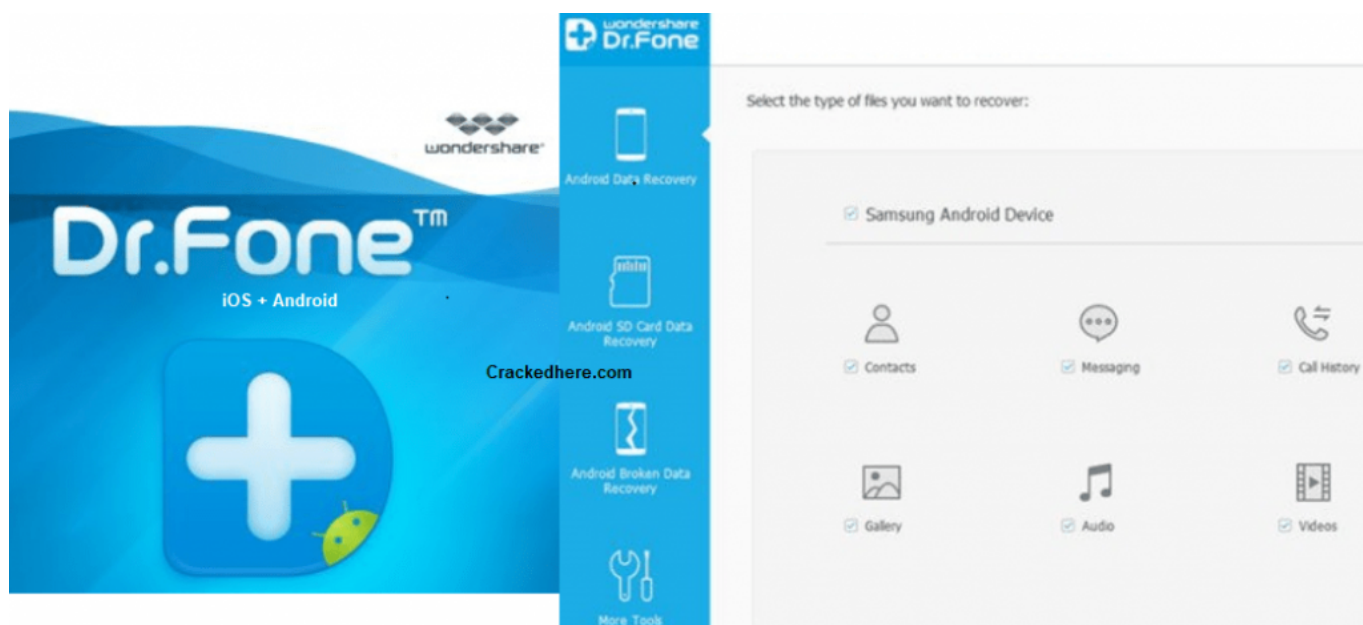 wondershare
Dr.Fone™
iOS + Android
Crackedhere.com
wondershare
Dr.Fone
Android Data Recovery
Android SD Card Data
Recovery
Android Broken Data
Recovery
More Tools
Select the type of files you want to recover:
Samsung Android Device
Contacts
Messaging
Call History
Gallery
Audio
Videos